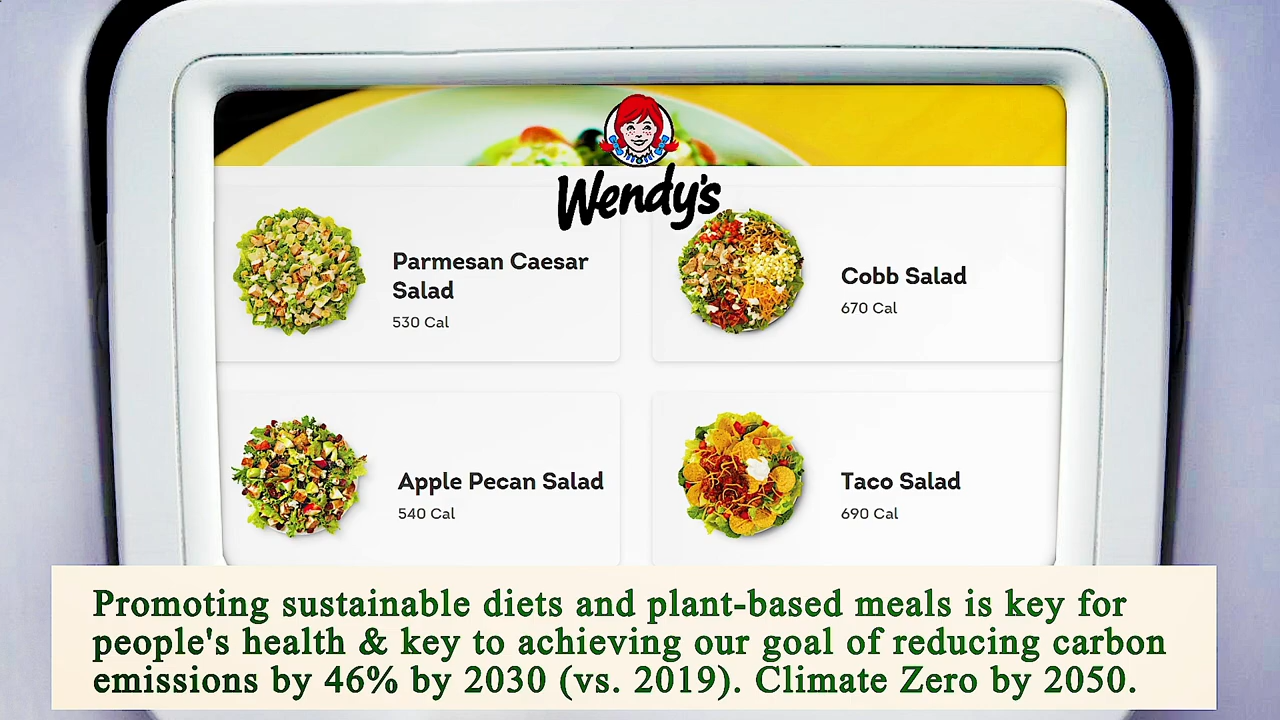 Wendy's
Parmesan Caesar
Salad
530 Cal
Cobb Salad
670 Cal
Apple Pecan Salad
540 Cal
Taco Salad
690 Cal
Promoting sustainable diets and plant-based meals is key for
people's health & key to achieving our goal of reducing carbon
emissions by 46% by 2030 (vs. 2019). Climate Zero by 2050.